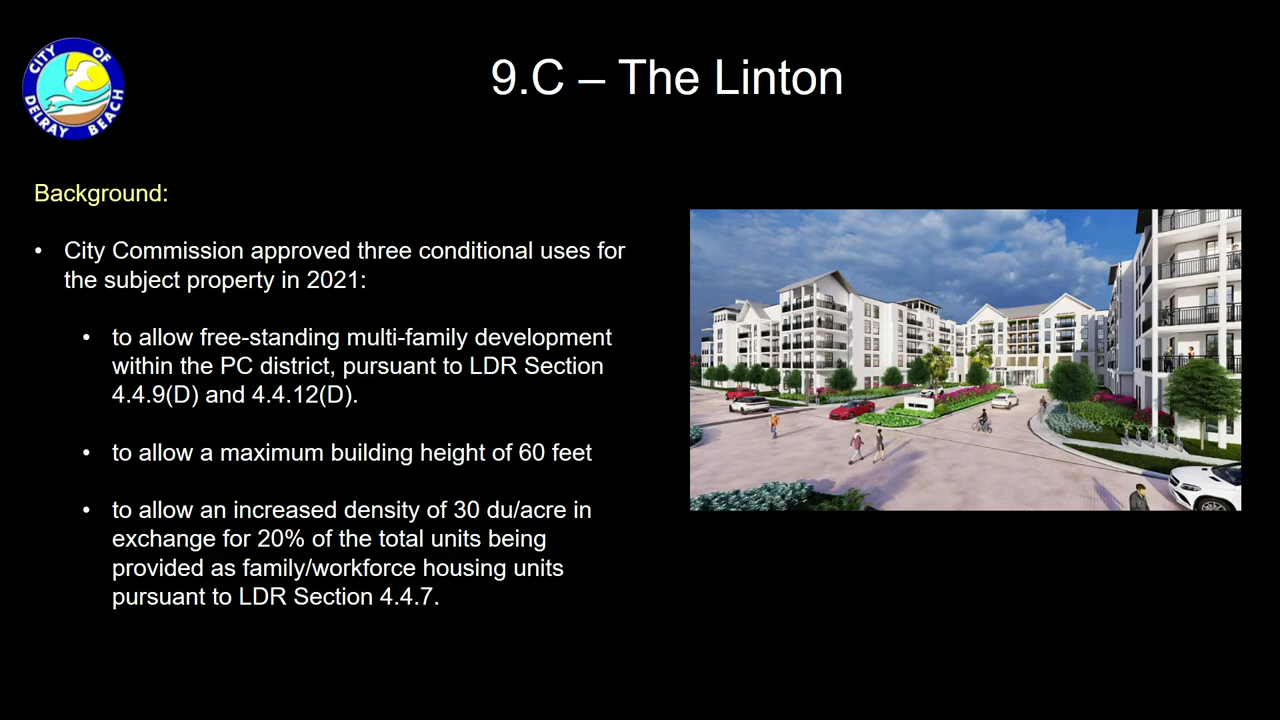 CITY OF
DELRAY BEACH
9.C – The Linton
Background:
• City Commission approved three conditional uses for
the subject property in 2021:
• to allow free-standing multi-family development
within the PC district, pursuant to LDR Section
4.4.9(D) and 4.4.12(D).
• to allow a maximum building height of 60 feet
• to allow an increased density of 30 du/acre in
exchange for 20% of the total units being
provided as family/workforce housing units
pursuant to LDR Section 4.4.7.